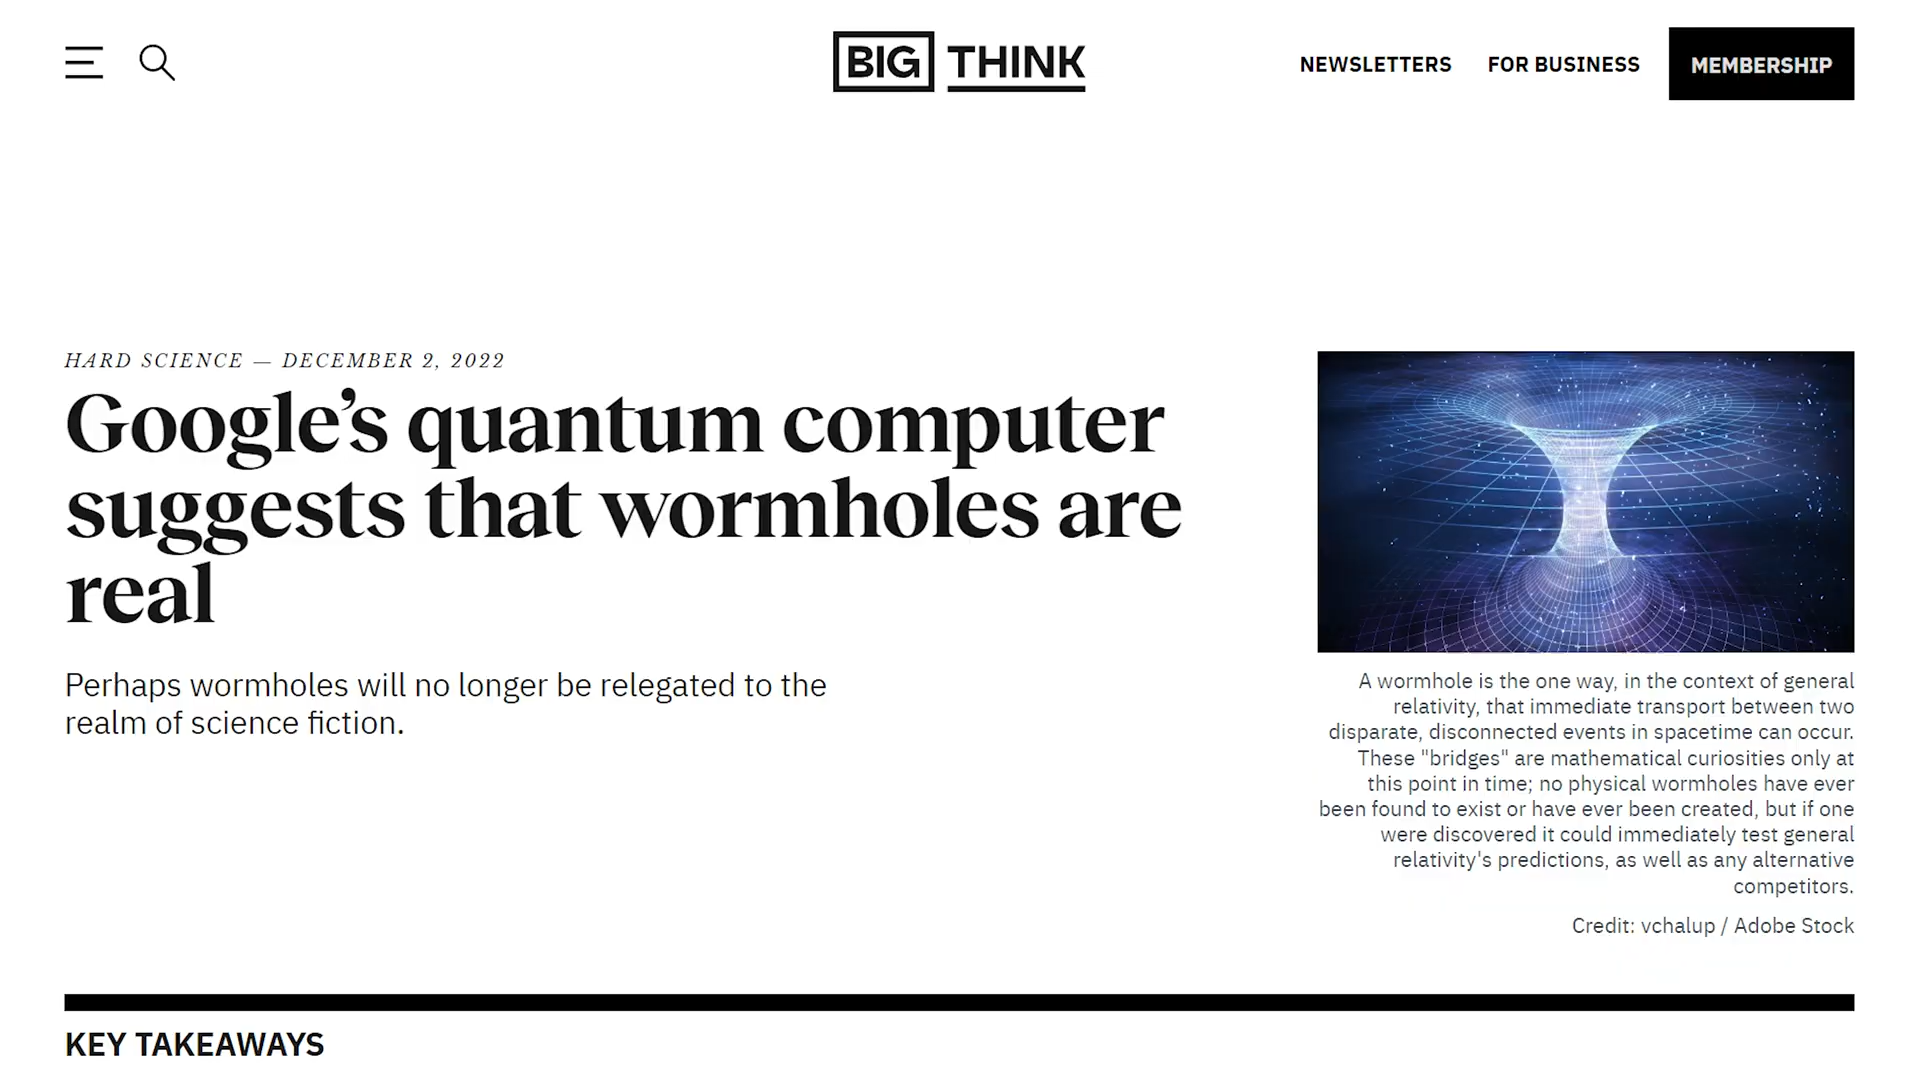 BIG THINK
NEWSLETTERS
FOR BUSINESS
MEMBERSHIP
HARD SCIENCE — DECEMBER 2, 2022
Google’s quantum computer
suggests that wormholes are
real
Perhaps wormholes will no longer be relegated to the
realm of science fiction.
A wormhole is the one way, in the context of general
relativity, that immediate transport between two
disparate, disconnected events in spacetime can occur.
These "bridges" are mathematical curiosities only at
this point in time; no physical wormholes have ever
been found to exist or have ever been created, but if one
were discovered it could immediately test general
relativity's predictions, as well as any alternative
competitors.
Credit: vchalup / Adobe Stock
KEY TAKEAWAYS